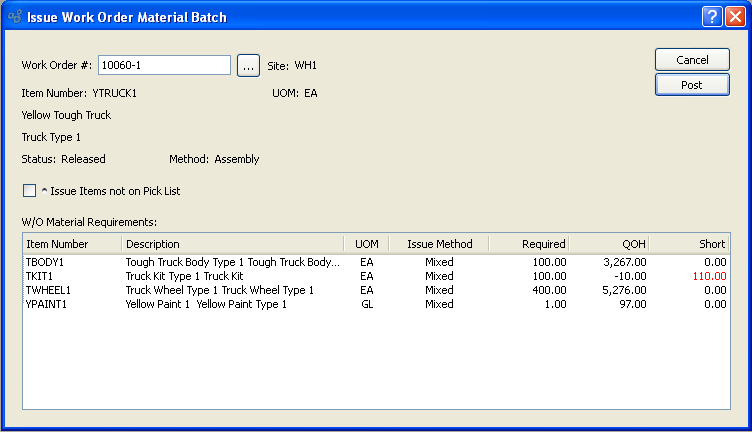 Issue Work Order Material Batch
Work Order #: 10060-1 ... Site: WH1
Cancel
Item Number: YTRUCK1 UOM: EA
Post
Yellow Tough Truck
Truck Type 1
Status: Released Method: Assembly
^ Issue Items not on Pick List
W/O Material Requirements:
Item Number Description UOM Issue Method Required QOH Short
TBODY1 Tough Truck Body Type 1 Tough Truck Body... EA Mixed 100.00 3,267.00 0.00
TKIT1 Truck Kit Type 1 Truck Kit EA Mixed 100.00 -10.00 110.00
TWHEEL1 Truck Wheel Type 1 Truck Wheel Type 1 EA Mixed 400.00 5,276.00 0.00
YPAINT1 Yellow Paint 1 Yellow Paint Type 1 GL Mixed 1.00 97.00 0.00